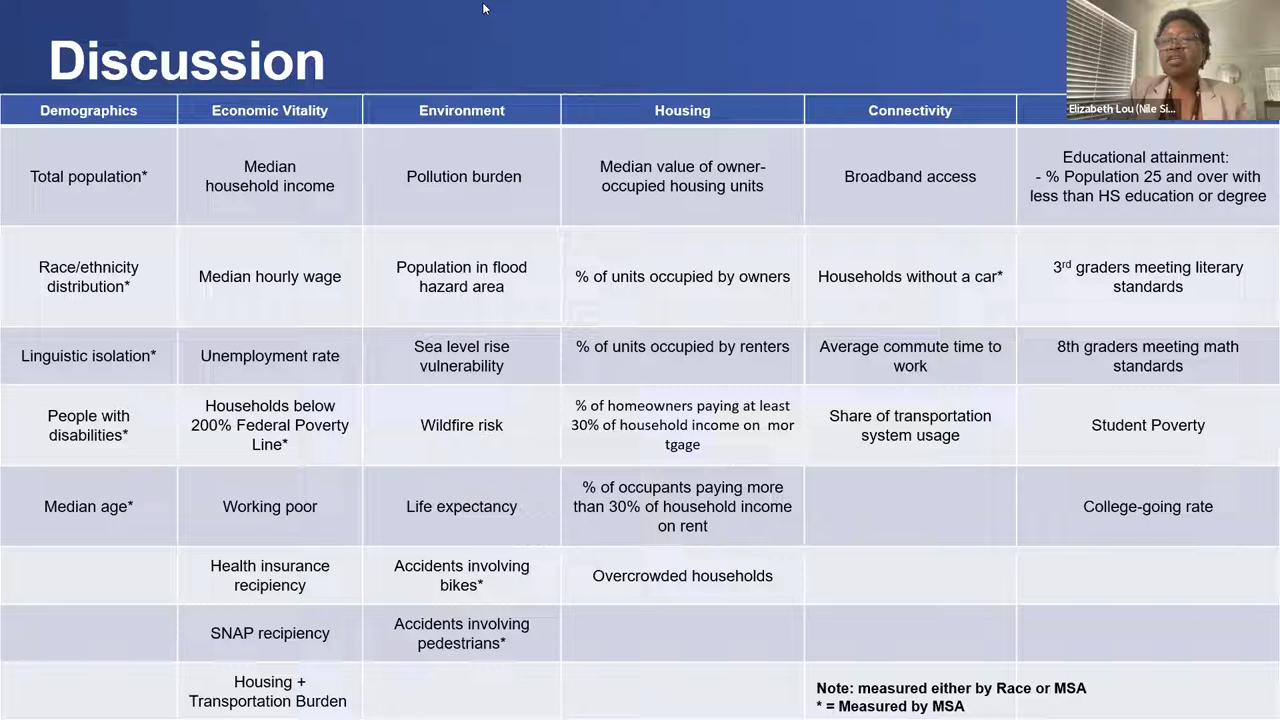 Discussion
Elizabeth Lou (Nile Si...
Demographics
Economic Vitality
Environment
Housing
Connectivity
Total population*
Median
household income
Pollution burden
Median value of owner-
occupied housing units
Broadband access
Educational attainment:
- % Population 25 and over with
less than HS education or degree
Race/ethnicity
distribution*
Median hourly wage
Population in flood
hazard area
% of units occupied by owners
Households without a car*
3rd graders meeting literary
standards
Linguistic isolation*
Unemployment rate
Sea level rise
vulnerability
% of units occupied by renters
Average commute time to
work
8th graders meeting math
standards
People with
disabilities*
Households below
200% Federal Poverty
Line*
Wildfire risk
% of homeowners paying at least
30% of household income on mor
tgage
Share of transportation
system usage
Student Poverty
Median age*
Working poor
Life expectancy
% of occupants paying more
than 30% of household income
on rent
College-going rate
Health insurance
recipiency
Accidents involving
bikes*
Overcrowded households
SNAP recipiency
Accidents involving
pedestrians*
Housing +
Transportation Burden
Note: measured either by Race or MSA
* = Measured by MSA